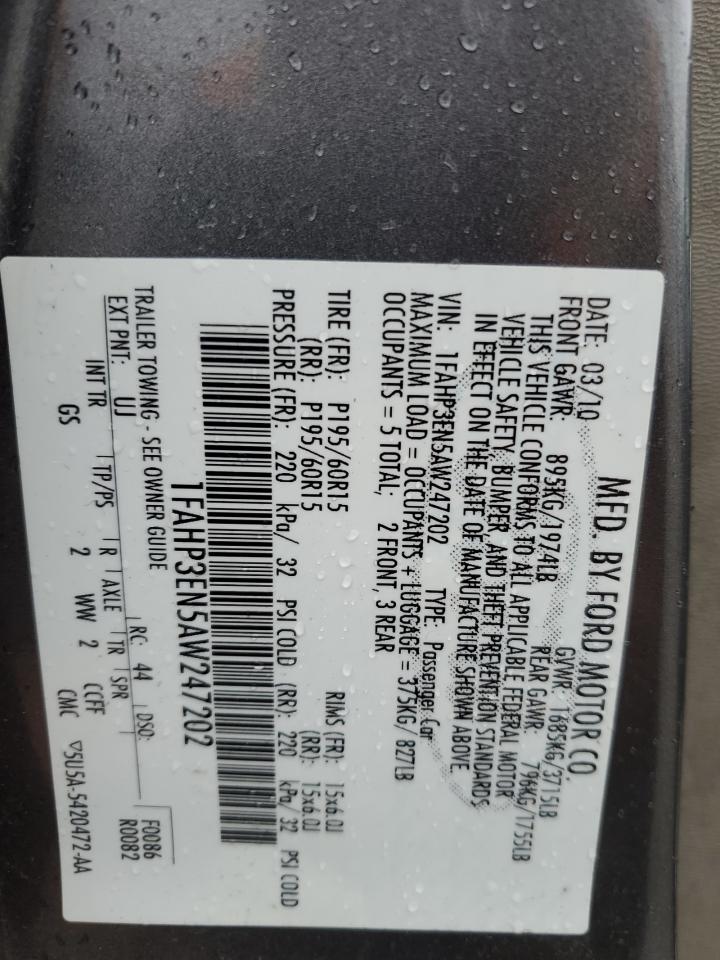 MFD. BY FORD MOTOR CO
DATE: 03/10 GVWR: 1685KG/3715LB
FRONT GAWR: 895KG/1974LB REAR GAWR: 796KG/1755LB
THIS VEHICLE CONFORMS TO ALL APPLICABLE FEDERAL MOTOR
VEHICLE SAFETY, BUMPER, AND THEFT PREVENTION STANDARDS
IN EFFECT ON THE DATE OF MANUFACTURE SHOWN ABOVE.
VIN: 1FAHP3EN5AW247202 TYPE: Passenger Car
MAXIMUM LOAD = OCCUPANTS + LUGGAGE = 375KG/827LB
OCCUPANTS = 5 TOTAL; 2 FRONT, 3 REAR
TIRE (FR): P195/60R15 RIMS (FR): 15x6.0J
(RR): P195/60R15 (RR): 15x6.0J
PRESSURE (FR): 220 kPa/ 32 PSI COLD (RR): 220 kPa/ 32 PSI COLD
1FAHP3EN5AW247202
TRAILER TOWING - SEE OWNER GUIDE
EXT PNT: UJ RC: 44 DSO: F0086
R0082
INT TR TP/PS R AXLE TR SPR
GS 2 WW 2 CCFF
CMC ▽5U5A-5420472-AA